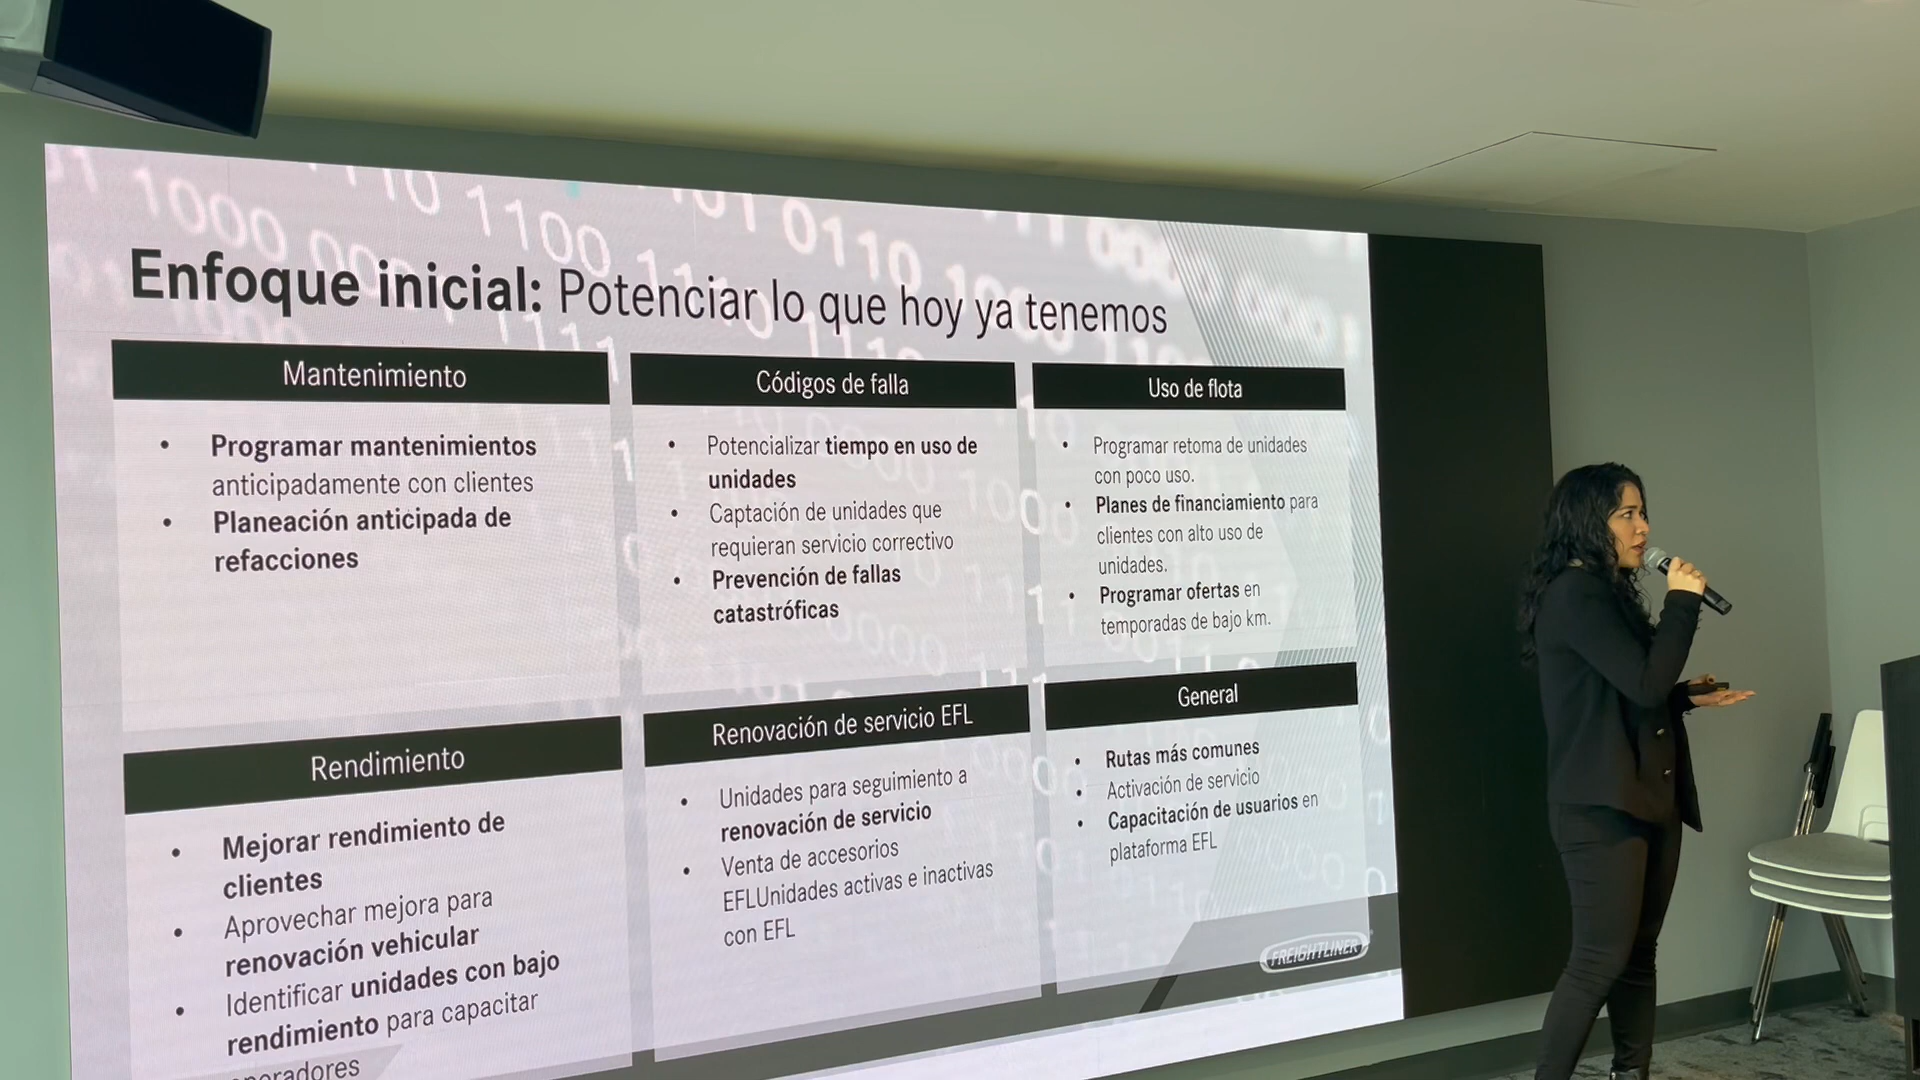 Enfoque inicial: Potenciar lo que hoy ya tenemos
Mantenimiento
• Programar mantenimientos
anticipadamente con clientes
• Planeación anticipada de
refacciones
Códigos de falla
• Potencializar tiempo en uso de
unidades
• Captación de unidades que
requieran servicio correctivo
• Prevención de fallas
catastróficas
Uso de flota
• Programar retoma de unidades
con poco uso.
• Planes de financiamiento para
clientes con alto uso de
unidades.
• Programar ofertas en
temporadas de bajo km.
Rendimiento
• Mejorar rendimiento de
clientes
• Aprovechar mejora para
renovación vehicular
• Identificar unidades con bajo
rendimiento para capacitar
operadores
Renovación de servicio EFL
• Unidades para seguimiento a
renovación de servicio
• Venta de accesorios
EFLUnidades activas e inactivas
con EFL
General
• Rutas más comunes
• Activación de servicio
• Capacitación de usuarios en
plataforma EFL
FREIGHTLINER